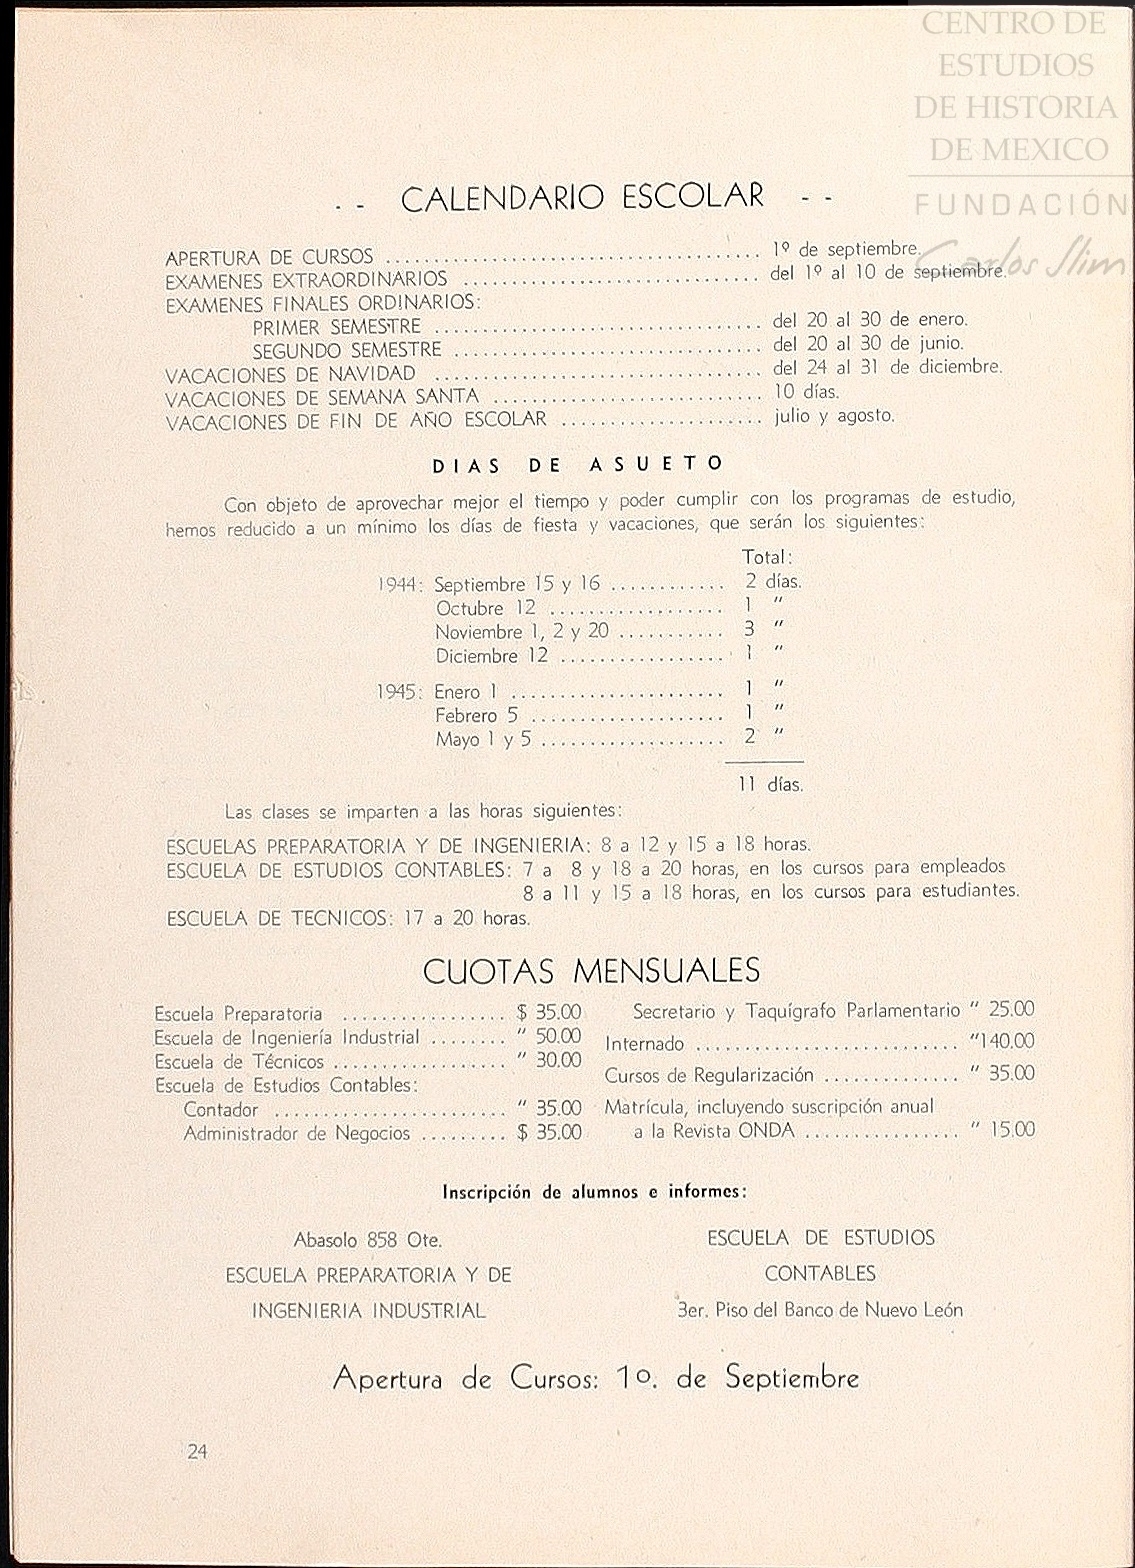 CENTRO DE
ESTUDIOS
DE HISTORIA
DE MEXICO
FUNDACIÓN
Carlos Slim
- - CALENDARIO ESCOLAR - -
APERTURA DE CURSOS ........................................ 1º de septiembre.
EXAMENES EXTRAORDINARIOS ............................... del 1º al 10 de septiembre.
EXAMENES FINALES ORDINARIOS:
PRIMER SEMESTRE .................................. del 20 al 30 de enero.
SEGUNDO SEMESTRE ................................ del 20 al 30 de junio.
VACACIONES DE NAVIDAD .................................. del 24 al 31 de diciembre.
VACACIONES DE SEMANA SANTA ............................ 10 días.
VACACIONES DE FIN DE AÑO ESCOLAR ..................... julio y agosto.
DIAS DE ASUETO
Con objeto de aprovechar mejor el tiempo y poder cumplir con los programas de estudio,
hemos reducido a un mínimo los días de fiesta y vacaciones, que serán los siguientes:
Total:
1944: Septiembre 15 y 16 ............ 2 días.
Octubre 12 .................. 1 "
Noviembre 1, 2 y 20 ........... 3 "
Diciembre 12 ................. 1 "
1945: Enero 1 ...................... 1 "
Febrero 5 .................... 1 "
Mayo 1 y 5 ................... 2 "
11 días.
Las clases se imparten a las horas siguientes:
ESCUELAS PREPARATORIA Y DE INGENIERIA: 8 a 12 y 15 a 18 horas.
ESCUELA DE ESTUDIOS CONTABLES: 7 a 8 y 18 a 20 horas, en los cursos para empleados
8 a 11 y 15 a 18 horas, en los cursos para estudiantes.
ESCUELA DE TECNICOS: 17 a 20 horas.
CUOTAS MENSUALES
Escuela Preparatoria ................. $ 35.00
Escuela de Ingeniería Industrial ........ " 50.00
Escuela de Técnicos .................. " 30.00
Escuela de Estudios Contables:
Contador ........................ " 35.00
Administrador de Negocios ......... $ 35.00
Secretario y Taquígrafo Parlamentario " 25.00
Internado ........................... "140.00
Cursos de Regularización .............. " 35.00
Matrícula, incluyendo suscripción anual
a la Revista ONDA ................ " 15.00
Inscripción de alumnos e informes:
Abasolo 858 Ote.
ESCUELA PREPARATORIA Y DE
INGENIERIA INDUSTRIAL
ESCUELA DE ESTUDIOS
CONTABLES
3er. Piso del Banco de Nuevo León
Apertura de Cursos: 1o. de Septiembre
24